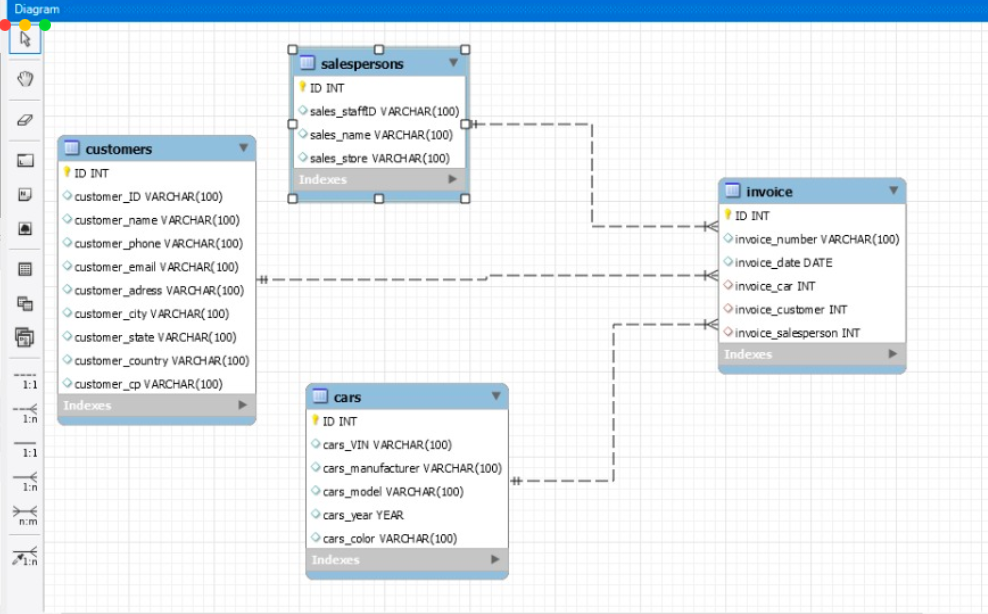 Diagram
salespersons
ID INT
sales_staffID VARCHAR(100)
sales_name VARCHAR(100)
sales_store VARCHAR(100)
Indexes
customers
ID INT
customer_ID VARCHAR(100)
customer_name VARCHAR(100)
customer_phone VARCHAR(100)
customer_email VARCHAR(100)
customer_adress VARCHAR(100)
customer_city VARCHAR(100)
customer_state VARCHAR(100)
customer_country VARCHAR(100)
customer_cp VARCHAR(100)
Indexes
invoice
ID INT
invoice_number VARCHAR(100)
invoice_date DATE
invoice_car INT
invoice_customer INT
invoice_salesperson INT
Indexes
cars
ID INT
cars_VIN VARCHAR(100)
cars_manufacturer VARCHAR(100)
cars_model VARCHAR(100)
cars_year YEAR
cars_color VARCHAR(100)
Indexes
1:1
1:n
1:1
1:n
n:m
1:n